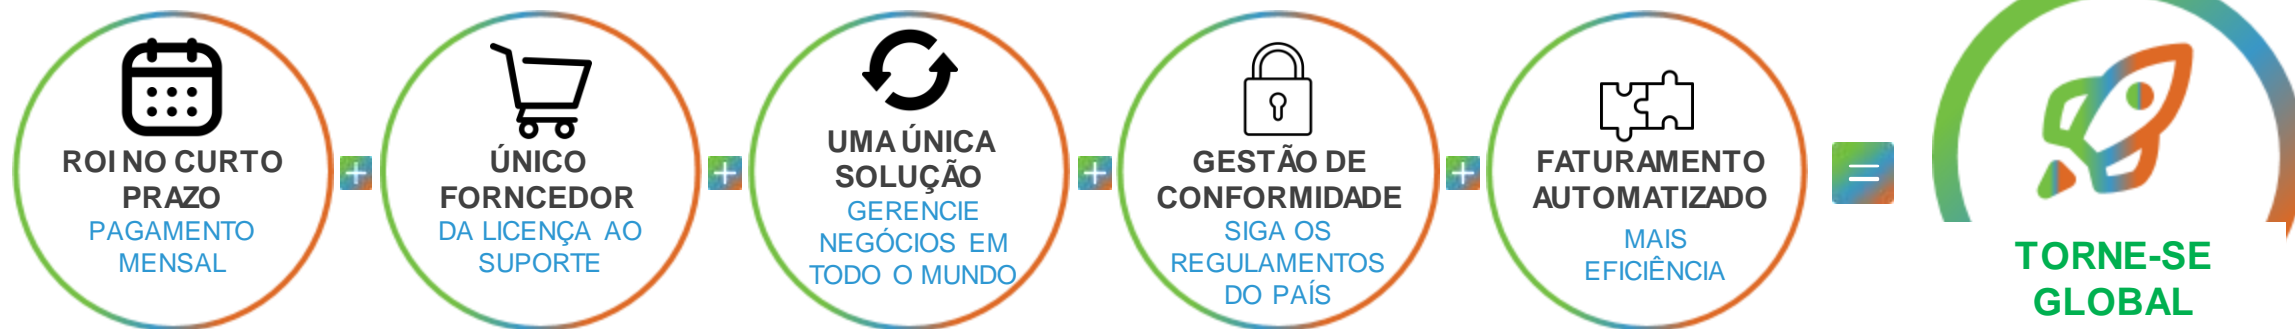 ROI NO CURTO
PRAZO
PAGAMENTO
MENSAL
+
ÚNICO
FORNCEDOR
DA LICENÇA AO
SUPORTE
+
UMA ÚNICA
SOLUÇÃO
GERENCIE
NEGÓCIOS EM
TODO O MUNDO
+
GESTÃO DE
CONFORMIDADE
SIGA OS
REGULAMENTOS
DO PAÍS
+
FATURAMENTO
AUTOMATIZADO
MAIS
EFICIÊNCIA
=
TORNE-SE
GLOBAL